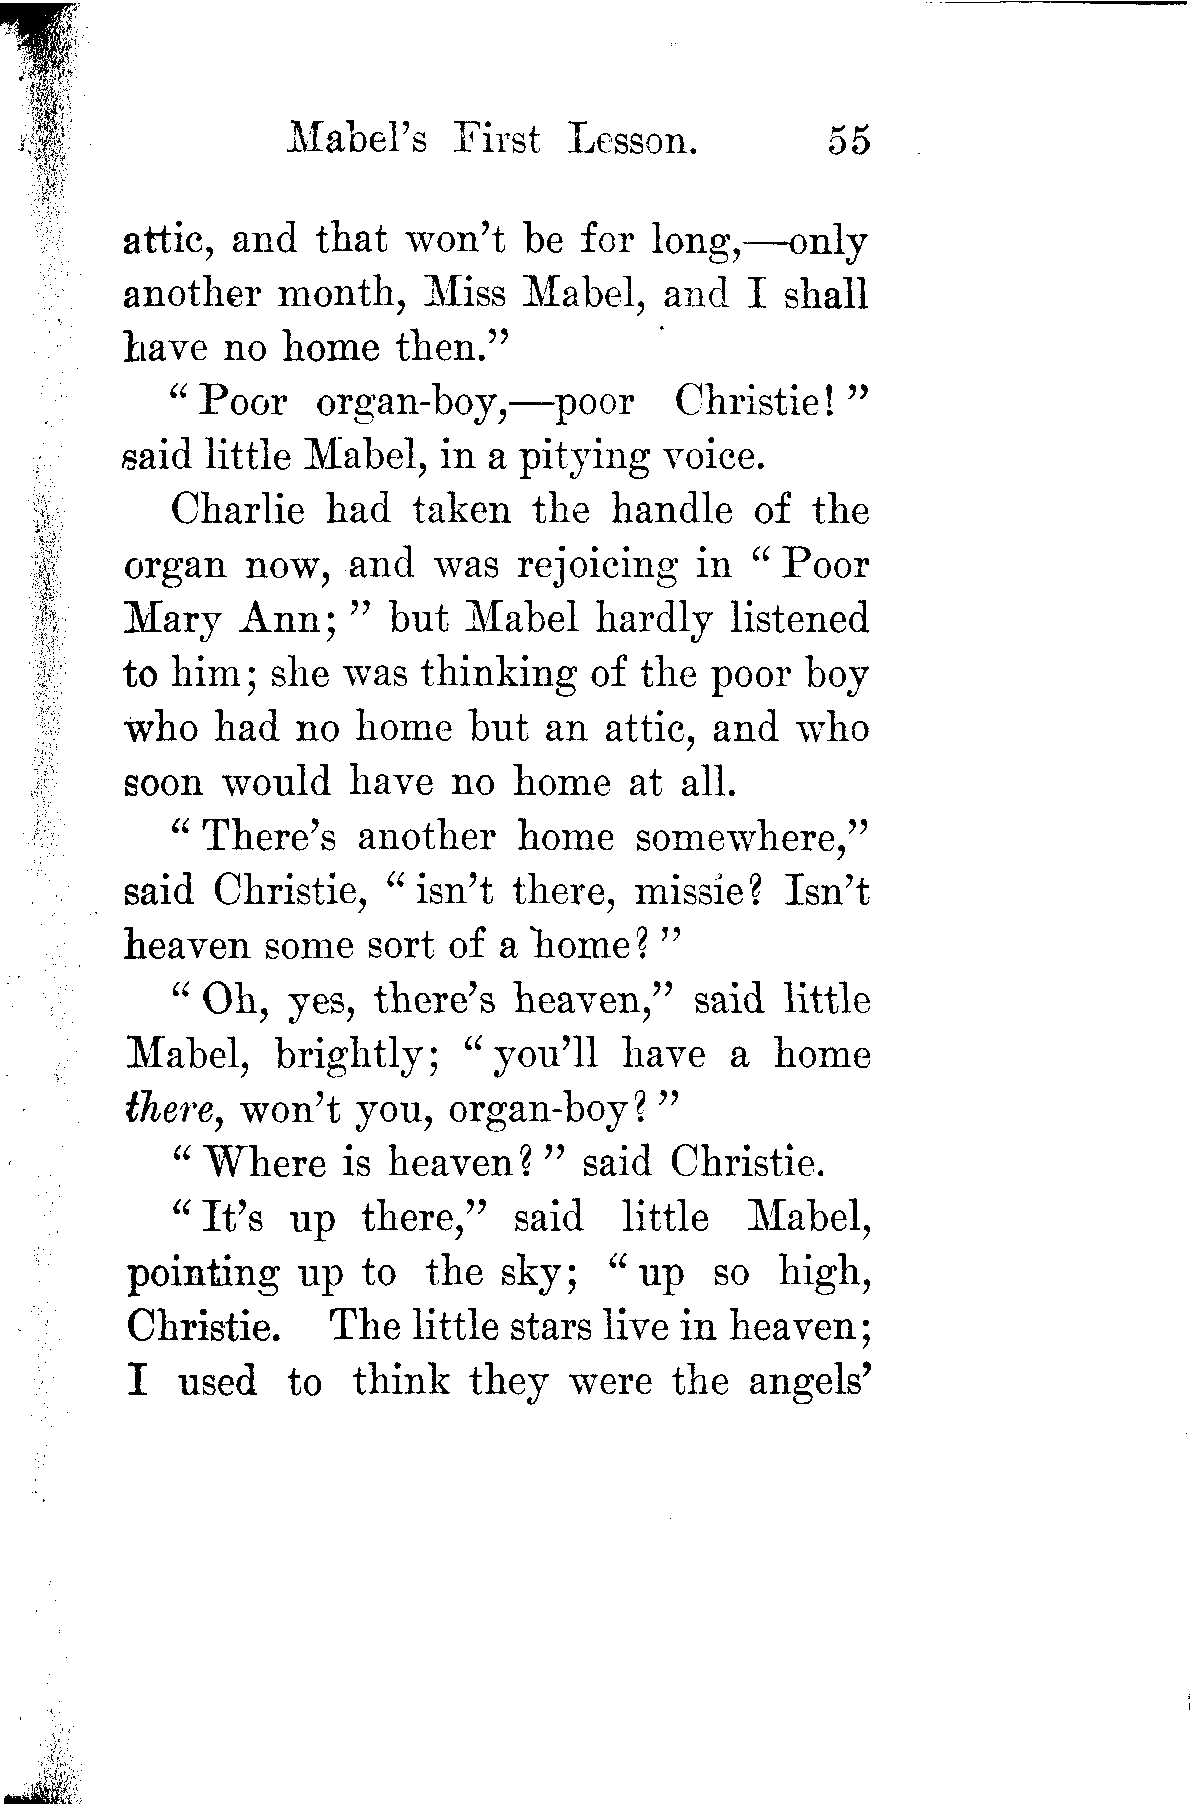 Mabel's First Lesson. 55
attic, and that won't be for long,—only
another month, Miss Mabel, and I shall
have no home then."
" Poor organ-boy,—poor Christie! "
said little Mabel, in a pitying voice.
Charlie had taken the handle of the
organ now, and was rejoicing in " Poor
Mary Ann; " but Mabel hardly listened
to him; she was thinking of the poor boy
who had no home but an attic, and who
soon would have no home at all.
" There's another home somewhere,"
said Christie, " isn't there, missie? Isn't
heaven some sort of a home? "
" Oh, yes, there's heaven," said little
Mabel, brightly; " you'll have a home
there, won't you, organ-boy? "
" Where is heaven? " said Christie.
" It's up there," said little Mabel,
pointing up to the sky; " up so high,
Christie. The little stars live in heaven;
I used to think they were the angels'